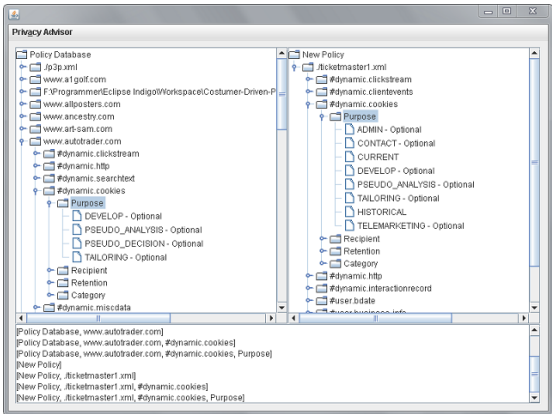 Privacy Advisor
Policy Database
./p3p.xml
www.a1golf.com
F:\Programmer\Eclipse Indigo\Workspace\Costumer-Driven-P
www.allposters.com
www.ancestry.com
www.art-sam.com
www.autotrader.com
#dynamic.clickstream
#dynamic.http
#dynamic.searchtext
#dynamic.cookies
Purpose
DEVELOP - Optional
PSEUDO_ANALYSIS - Optional
PSEUDO_DECISION - Optional
TAILORING - Optional
Recipient
Retention
Category
#dynamic.miscdata
New Policy
./ticketmaster1.xml
#dynamic.clickstream
#dynamic.clientevents
#dynamic.cookies
Purpose
ADMIN - Optional
CONTACT - Optional
CURRENT
DEVELOP - Optional
PSEUDO_ANALYSIS - Optional
TAILORING - Optional
HISTORICAL
TELEMARKETING - Optional
Recipient
Retention
Category
#dynamic.http
#dynamic.interactionrecord
#user.bdate
#user.business-info
[Policy Database, www.autotrader.com]
[Policy Database, www.autotrader.com, #dynamic.cookies]
[Policy Database, www.autotrader.com, #dynamic.cookies, Purpose]
[New Policy]
[New Policy, ./ticketmaster1.xml]
[New Policy, ./ticketmaster1.xml, #dynamic.cookies]
[New Policy, ./ticketmaster1.xml, #dynamic.cookies, Purpose]